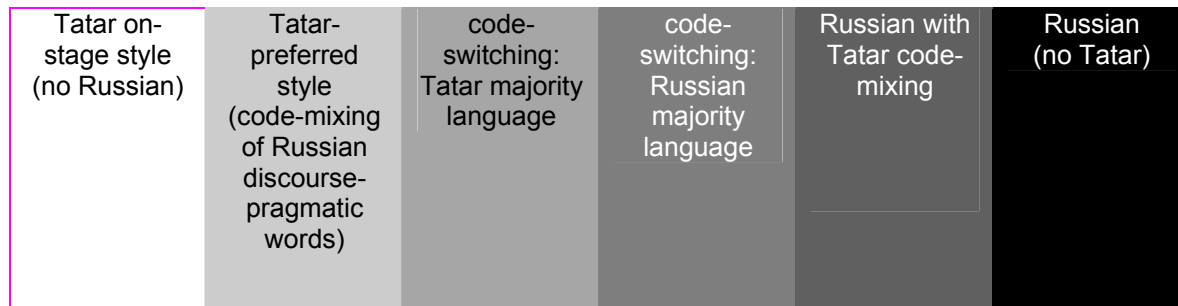 Tatar on-
stage style
(no Russian)
Tatar-
preferred
style
(code-mixing
of Russian
discourse-
pragmatic
words)
code-
switching:
Tatar majority
language
code-
switching:
Russian
majority
language
Russian with
Tatar code-
mixing
Russian
(no Tatar)